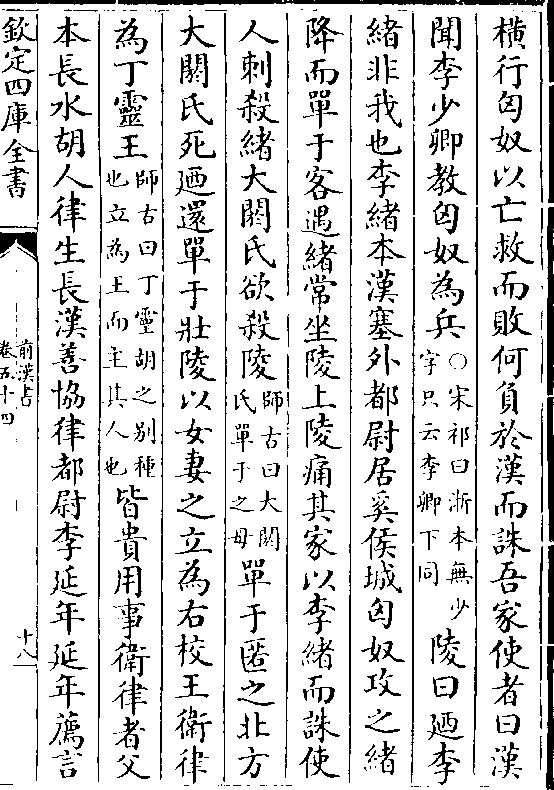 橫行匈奴以亡救而敗何負於漢而誅吾家使者曰漢
聞李少卿教匈奴為兵○宋祁曰浙本無少字只云李卿下同陵曰廼李
緒非我也李緒本漢塞外都尉居奚侯城匈奴攻之緒
降而單于客遇緒常坐陵上陵痛其家以李緒而誅使
人刺殺緒大閼氏欲殺陵師古曰大閼氏單于之母單于匿之北方
大閼氏死廼還單于壯陵以女妻之立為右校王衛律
為丁靈王師古曰丁靈胡之别種也立為王而主其人也皆貴用事衛律者父
本長水胡人律生長漢善協律都尉李延年延年薦言
欽定四庫全書
前漢書
卷五十四
十八